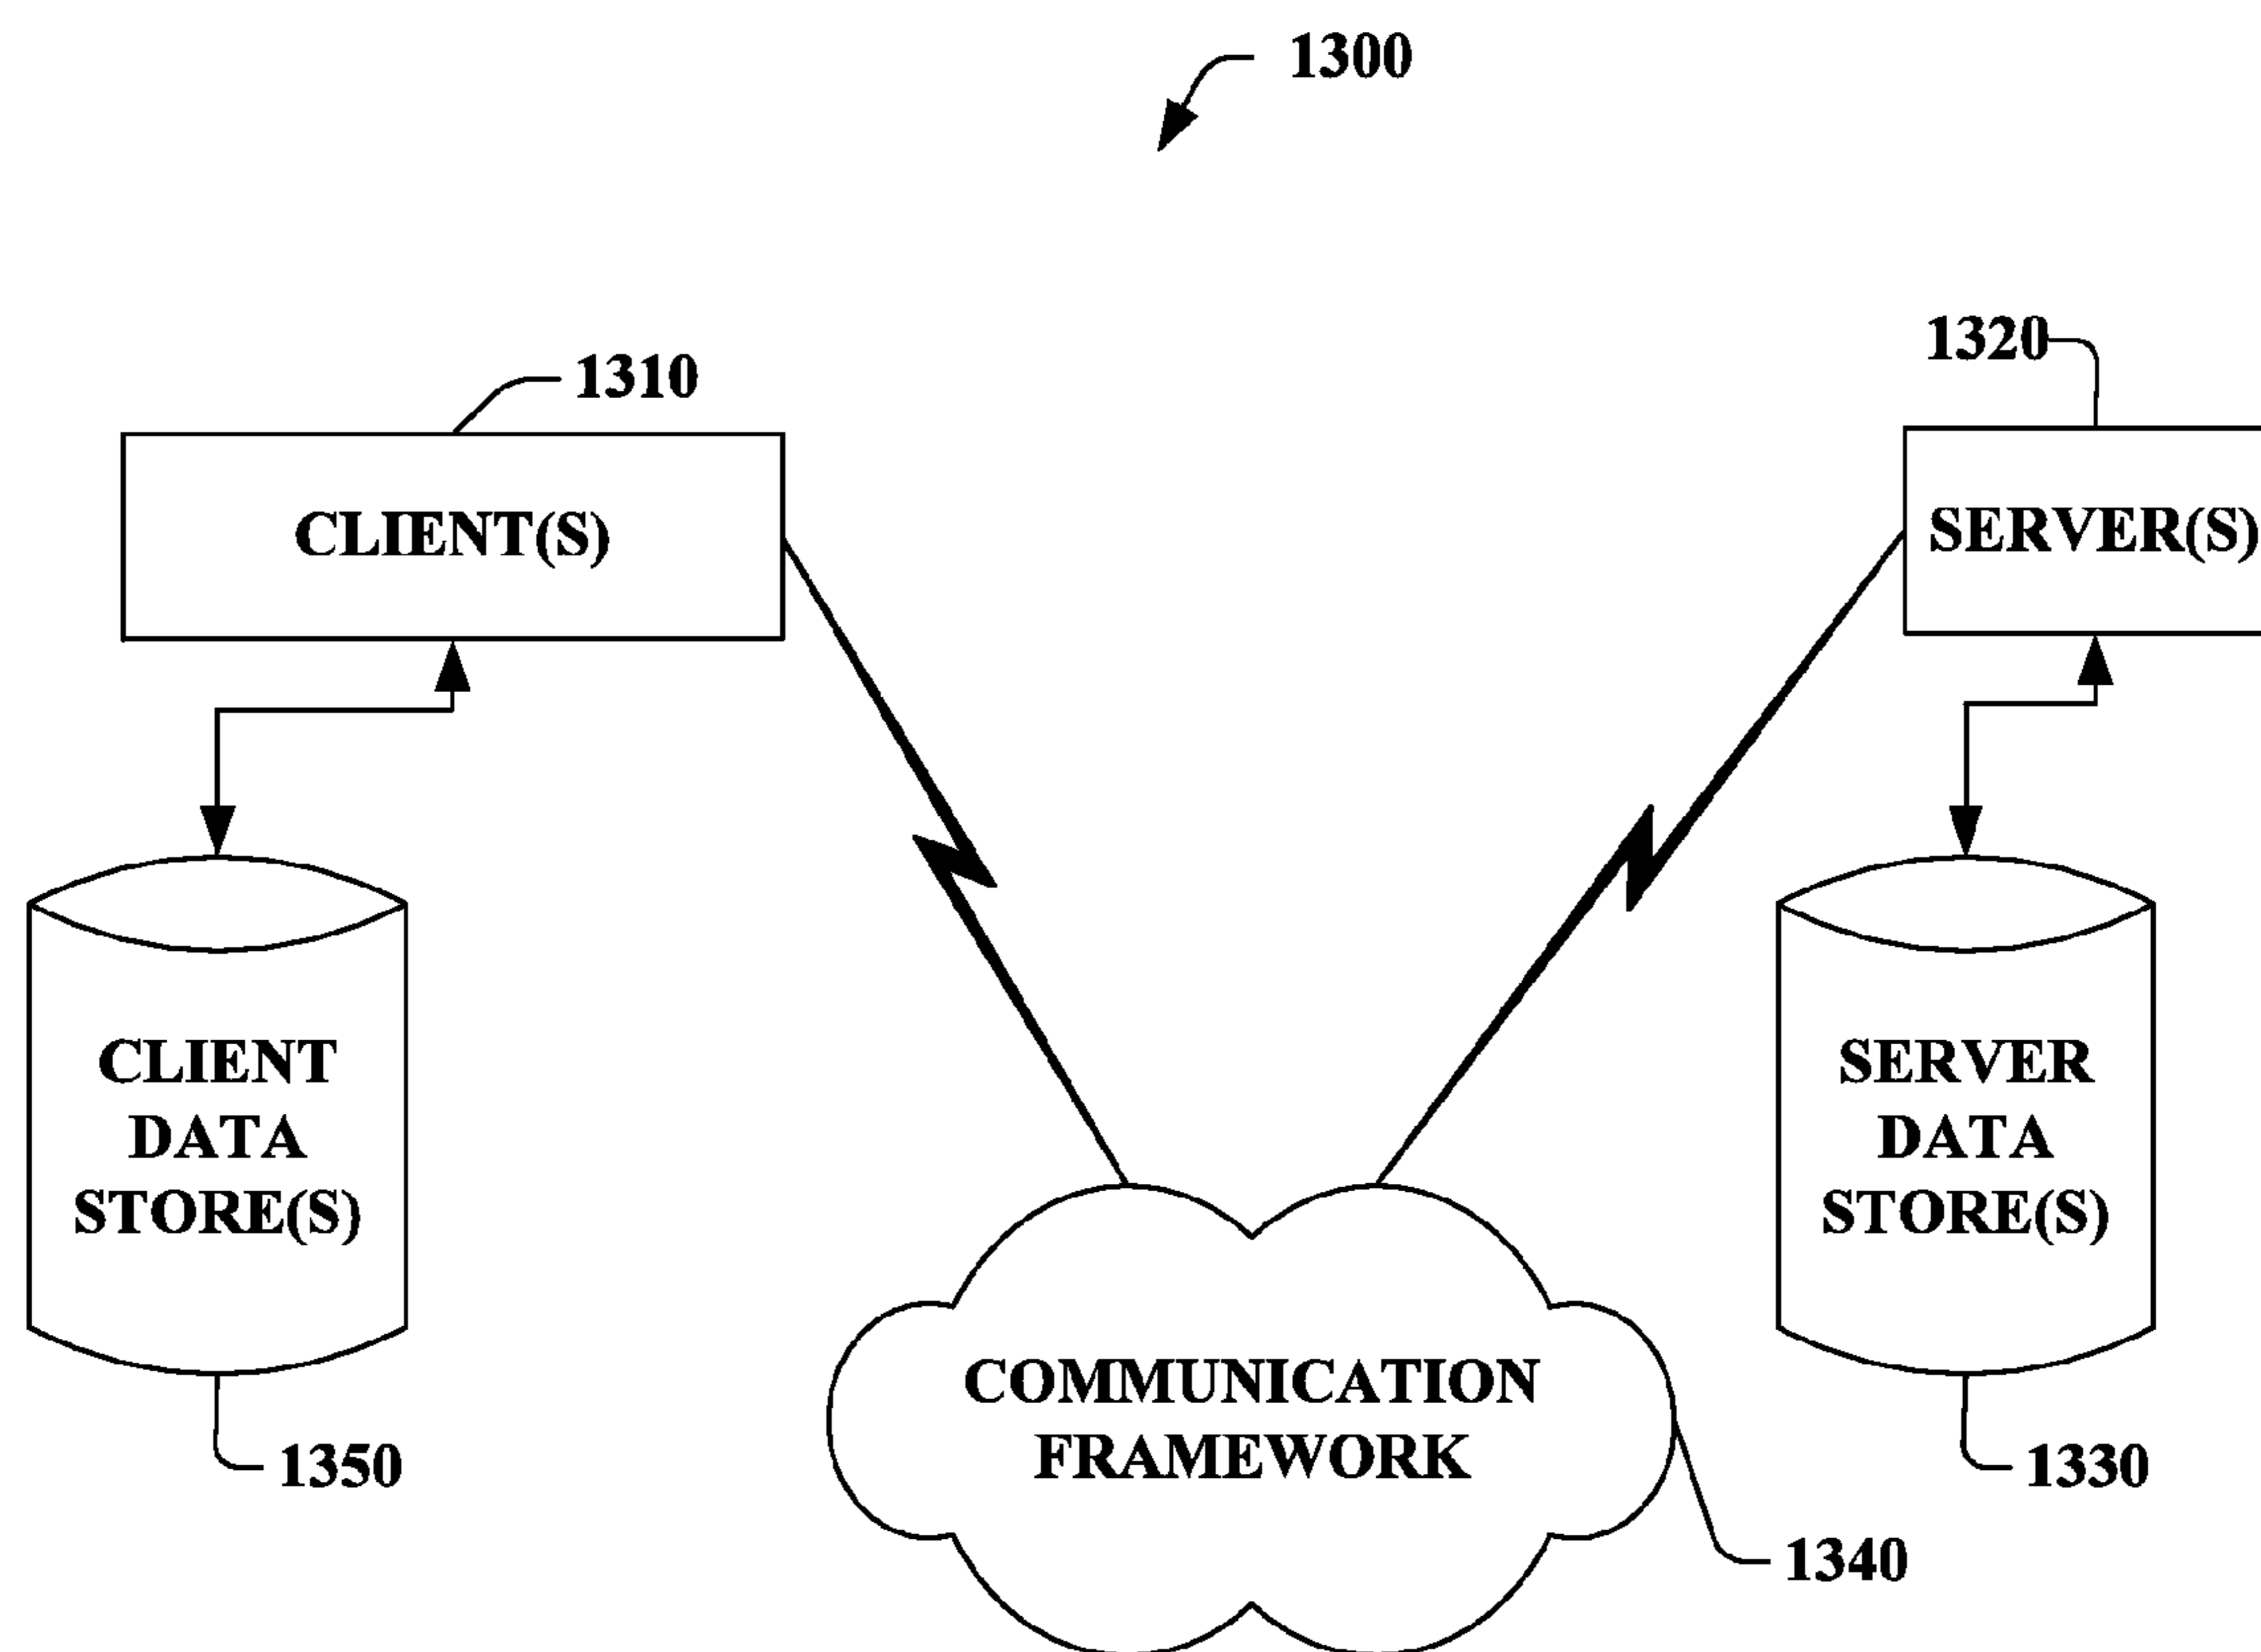 1300
1310
1320
CLIENT(S)
SERVER(S)
CLIENT
DATA
STORE(S)
SERVER
DATA
STORE(S)
COMMUNICATION
FRAMEWORK
1350
1330
1340